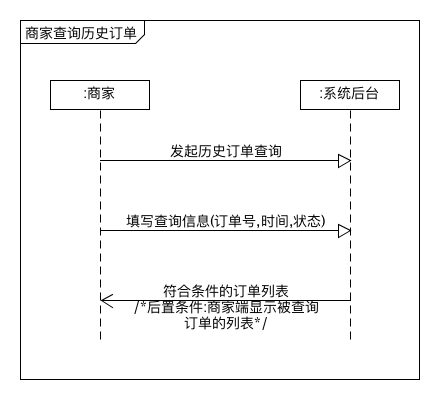 商家查询历史订单
:商家
:系统后台
发起历史订单查询
填写查询信息(订单号,时间,状态)
符合条件的订单列表
/*后置条件:商家端显示被查询
订单的列表*/